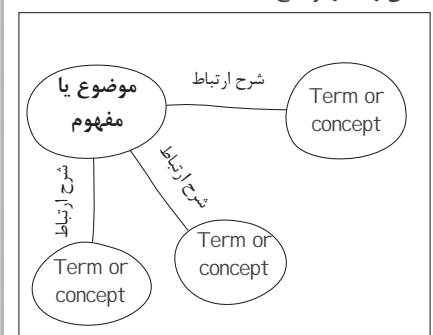 موضوع یا
مفهوم
شرح ارتباط
Term or
concept
شرح ارتباط
Term or
concept
شرح ارتباط
Term or
concept